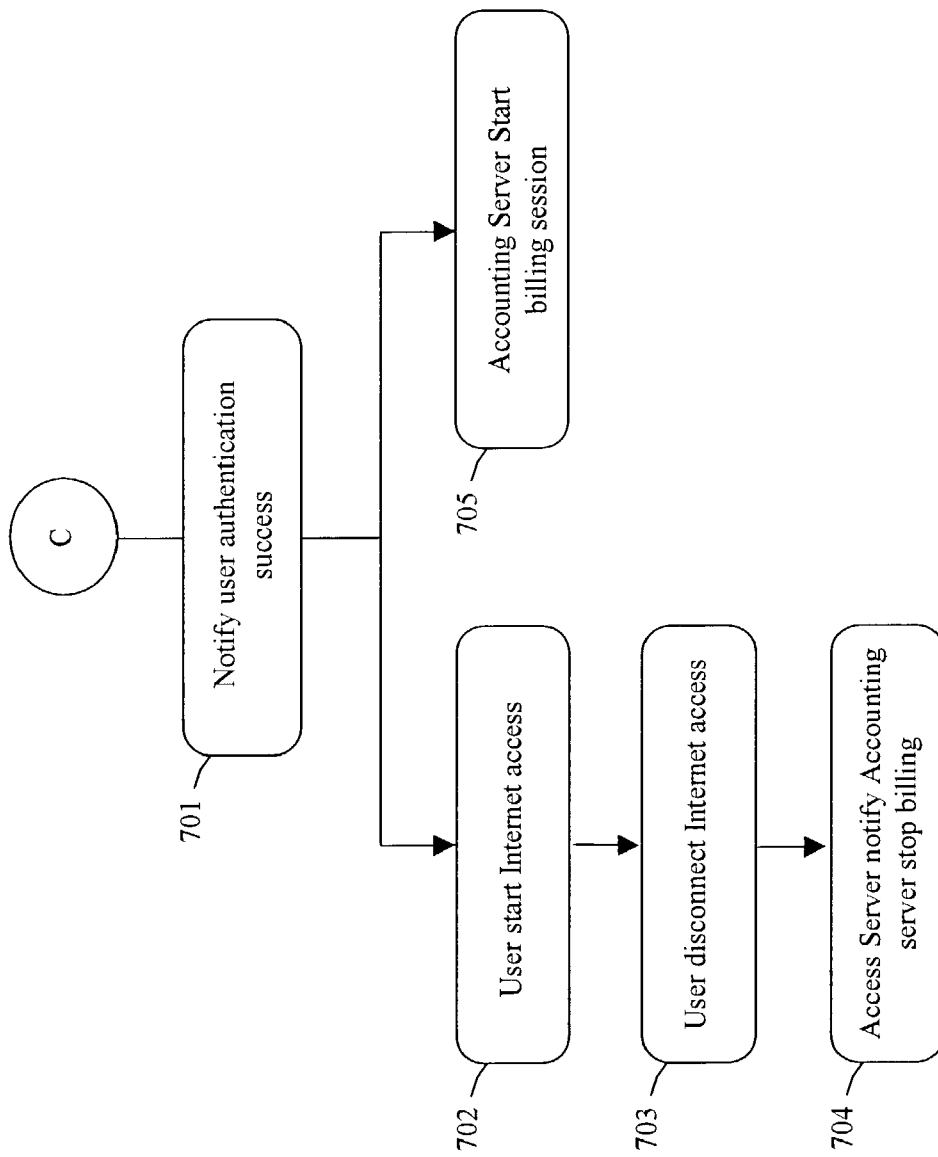 C
Notify user authentication
success
701
User start Internet access
702
Accounting Server Start
billing session
705
User disconnect Internet access
703
Access Server notify Accounting
server stop billing
704